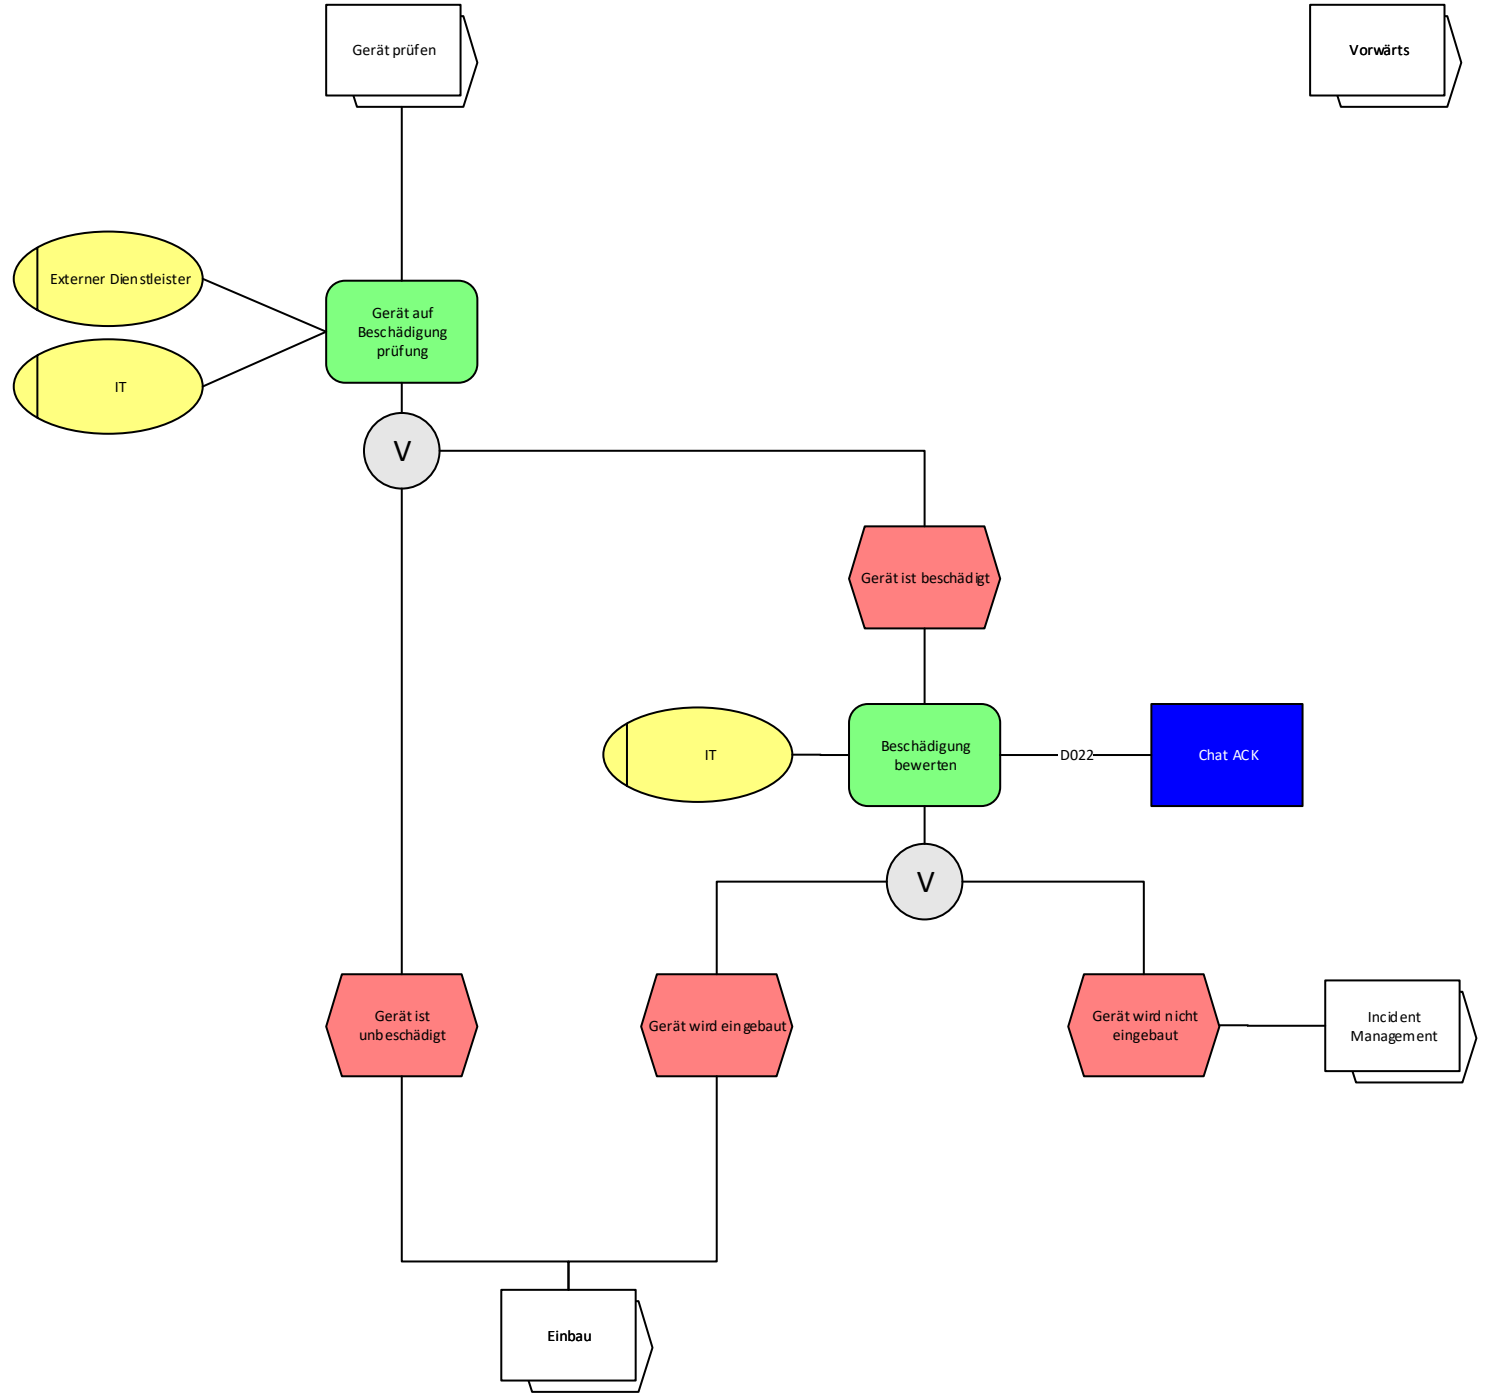 Gerät prüfen
Vorwärts
Externer Dienstleister
Gerät auf
Beschädigung
prüfung
IT
V
Gerät ist beschädigt
IT
Beschädigung
bewerten
D022
Chat ACK
V
Gerät ist
unbeschädigt
Gerät wird eingebaut
Gerät wird nicht
eingebaut
Incident
Management
Einbau